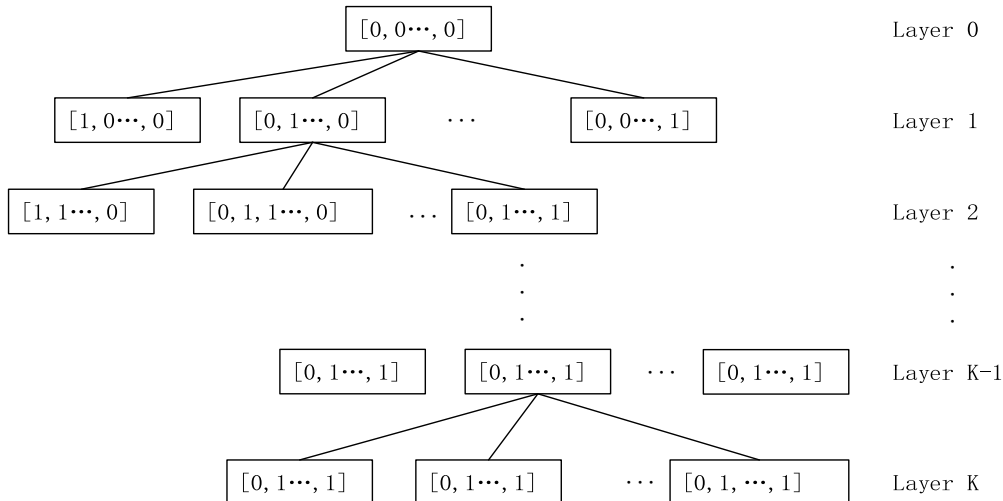 [0,0⋯,0] Layer 0
[1,0⋯,0] [0,1⋯,0] ⋯ [0,0⋯,1] Layer 1
[1,1⋯,0] [0,1,1⋯,0] ⋯ [0,1⋯,1] Layer 2
[0,1⋯,1] [0,1⋯,1] ⋯ [0,1⋯,1] Layer K-1
[0,1⋯,1] [0,1⋯,1] ⋯ [0,1,⋯,1] Layer K